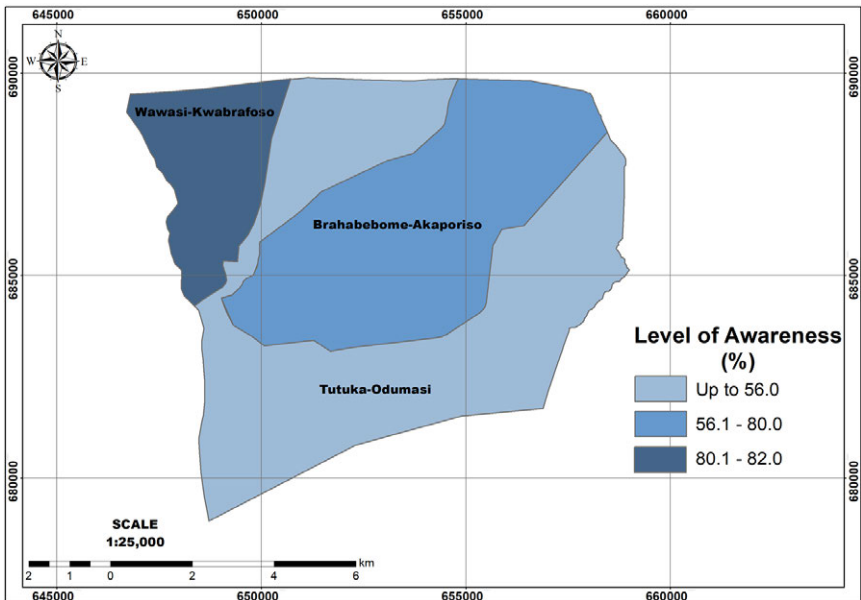 645000 650000 655000 660000
N
W E
S
690000 690000
Wawasi-Kwabrafoso
Brahabebome-Akaporiso
685000 685000
Level of Awareness
(%)
Up to 56.0
56.1 - 80.0
80.1 - 82.0
Tutuka-Odumasi
680000 680000
SCALE
1:25,000
km
2 1 0 2 4 6
645000 650000 655000 660000